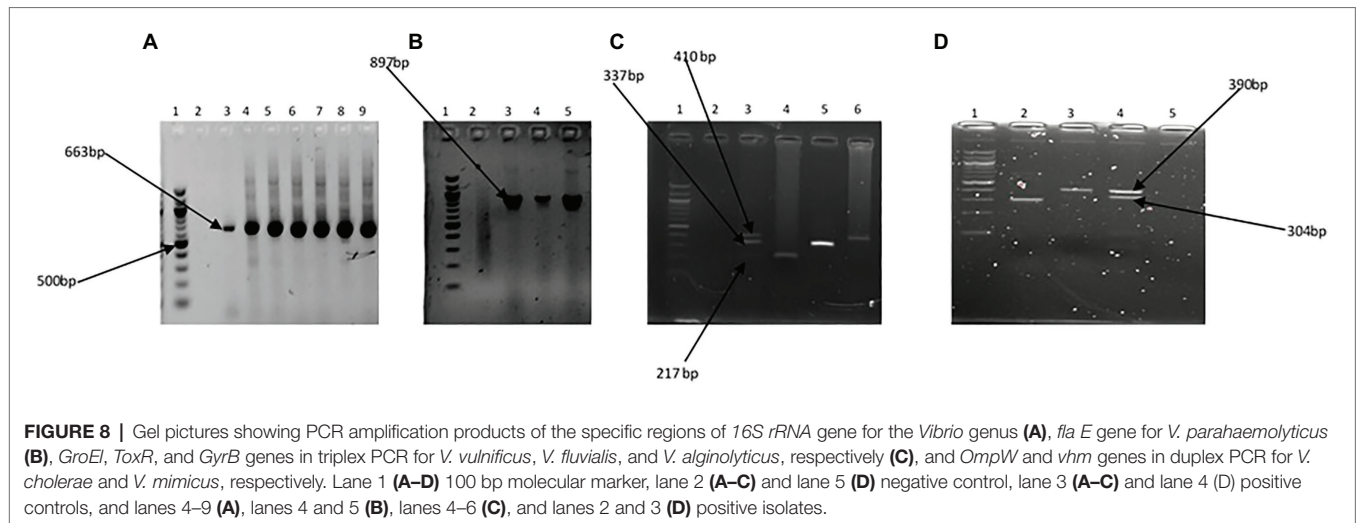 A
B
C
D
410bp
897bp
337bp
390bp
1 2 3 4 5 6 7 8 9
1 2 3 4 5
1 2 3 4 5 6
1 2 3 4 5
663bp
500bp
304bp
217bp
FIGURE 8 | Gel pictures showing PCR amplification products of the specific regions of 16S rRNA gene for the Vibrio genus (A), fla E gene for V. parahaemolyticus
(B), GroEl, ToxR, and GyrB genes in triplex PCR for V. vulnificus, V. fluvialis, and V. alginolyticus, respectively (C), and OmpW and vhm genes in duplex PCR for V.
cholerae and V. mimicus, respectively. Lane 1 (A–D) 100 bp molecular marker, lane 2 (A–C) and lane 5 (D) negative control, lane 3 (A–C) and lane 4 (D) positive
controls, and lanes 4–9 (A), lanes 4 and 5 (B), lanes 4–6 (C), and lanes 2 and 3 (D) positive isolates.